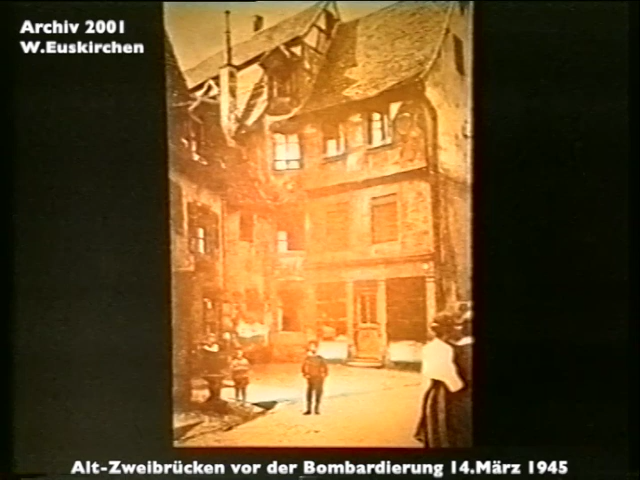 Archiv 2001
W.Euskirchen
Alt-Zweibrücken vor der Bombardierung 14.März 1945